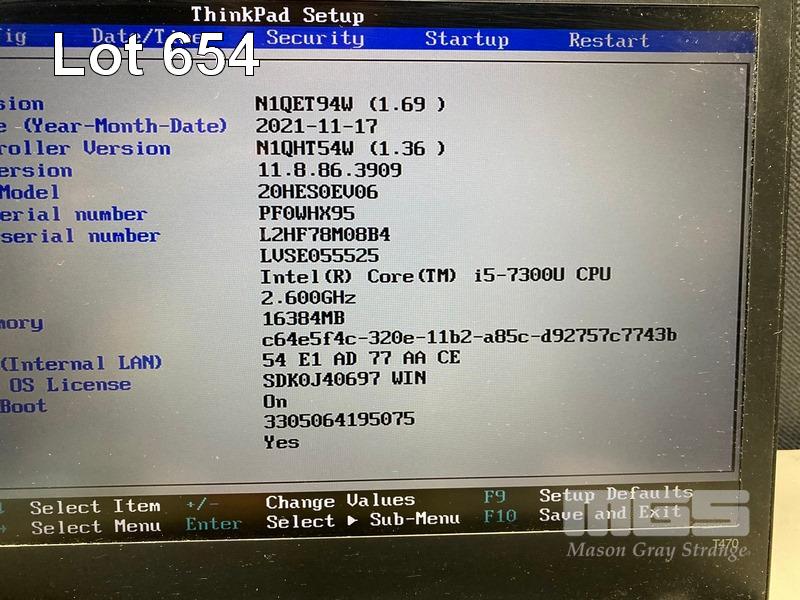 ThinkPad Setup
fig Date/Time Security Startup Restart
Lot 654
sion N1QET94W (1.69 )
e (Year-Month-Date) 2021-11-17
roller Version N1QHT54W (1.36 )
ersion 11.8.86.3909
Model 20HES0EV06
erial number PF0WHX95
serial number L2HF78M08B4
LVSE055525
Intel(R) Core(TM) i5-7300U CPU
2.600GHz
mory 16384MB
c64e5f4c-320e-11b2-a85c-d92757c7743b
(Internal LAN) 54 E1 AD 77 AA CE
OS License SDK0J40697 WIN
Boot On
3305064195075
Yes
Select Item +/- Change Values F9 Setup Defaults
Select Menu Enter Select ▶ Sub-Menu F10 Save and Exit
MGS
T470
Mason Gray Strange